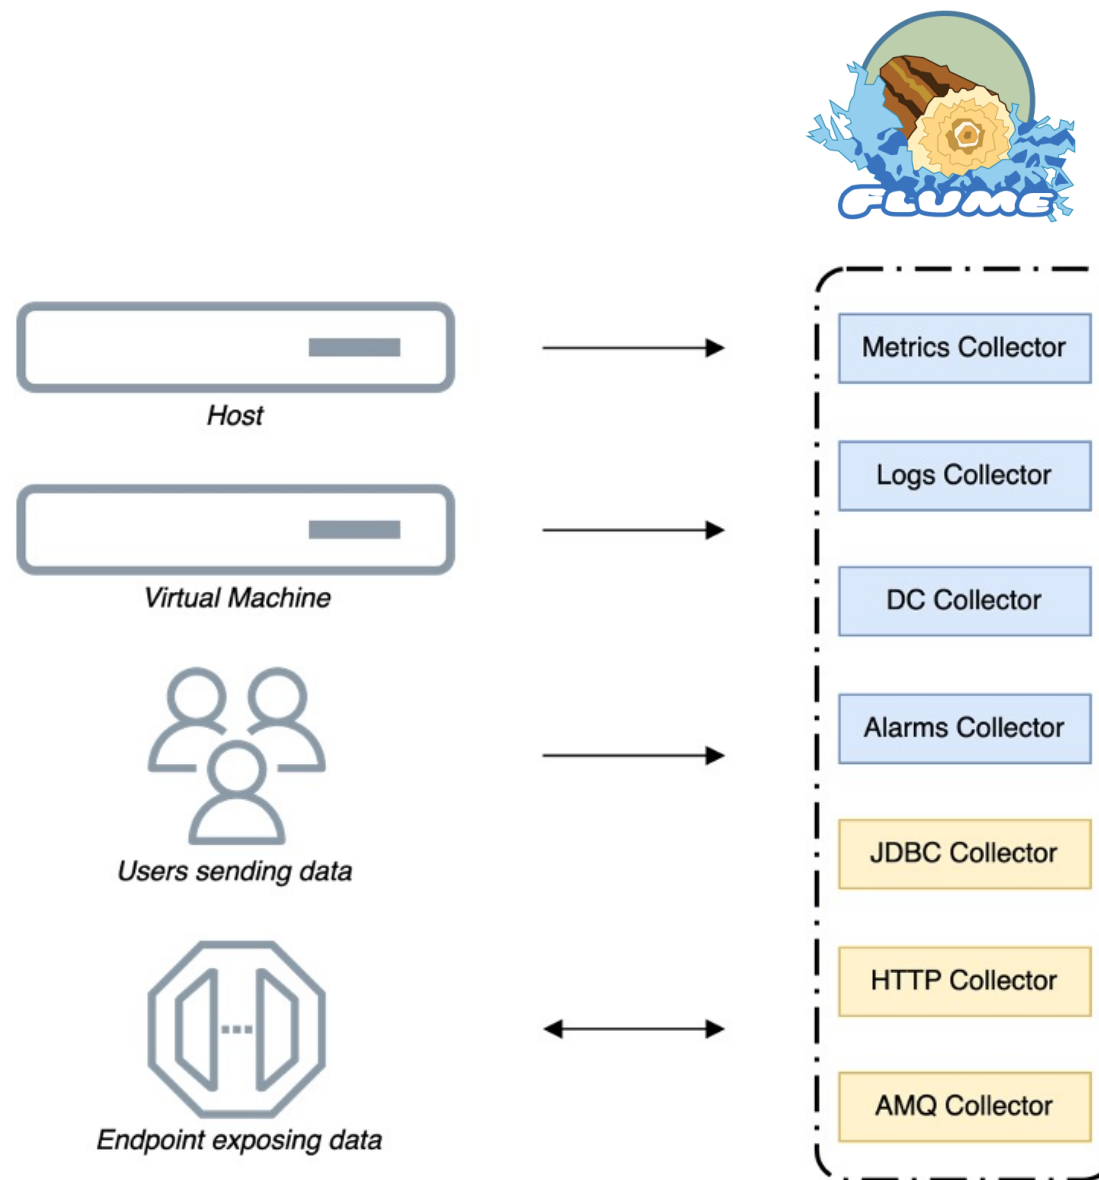 FLUME
Metrics Collector
Host
Logs Collector
Virtual Machine
DC Collector
Alarms Collector
Users sending data
JDBC Collector
HTTP Collector
Endpoint exposing data
AMQ Collector